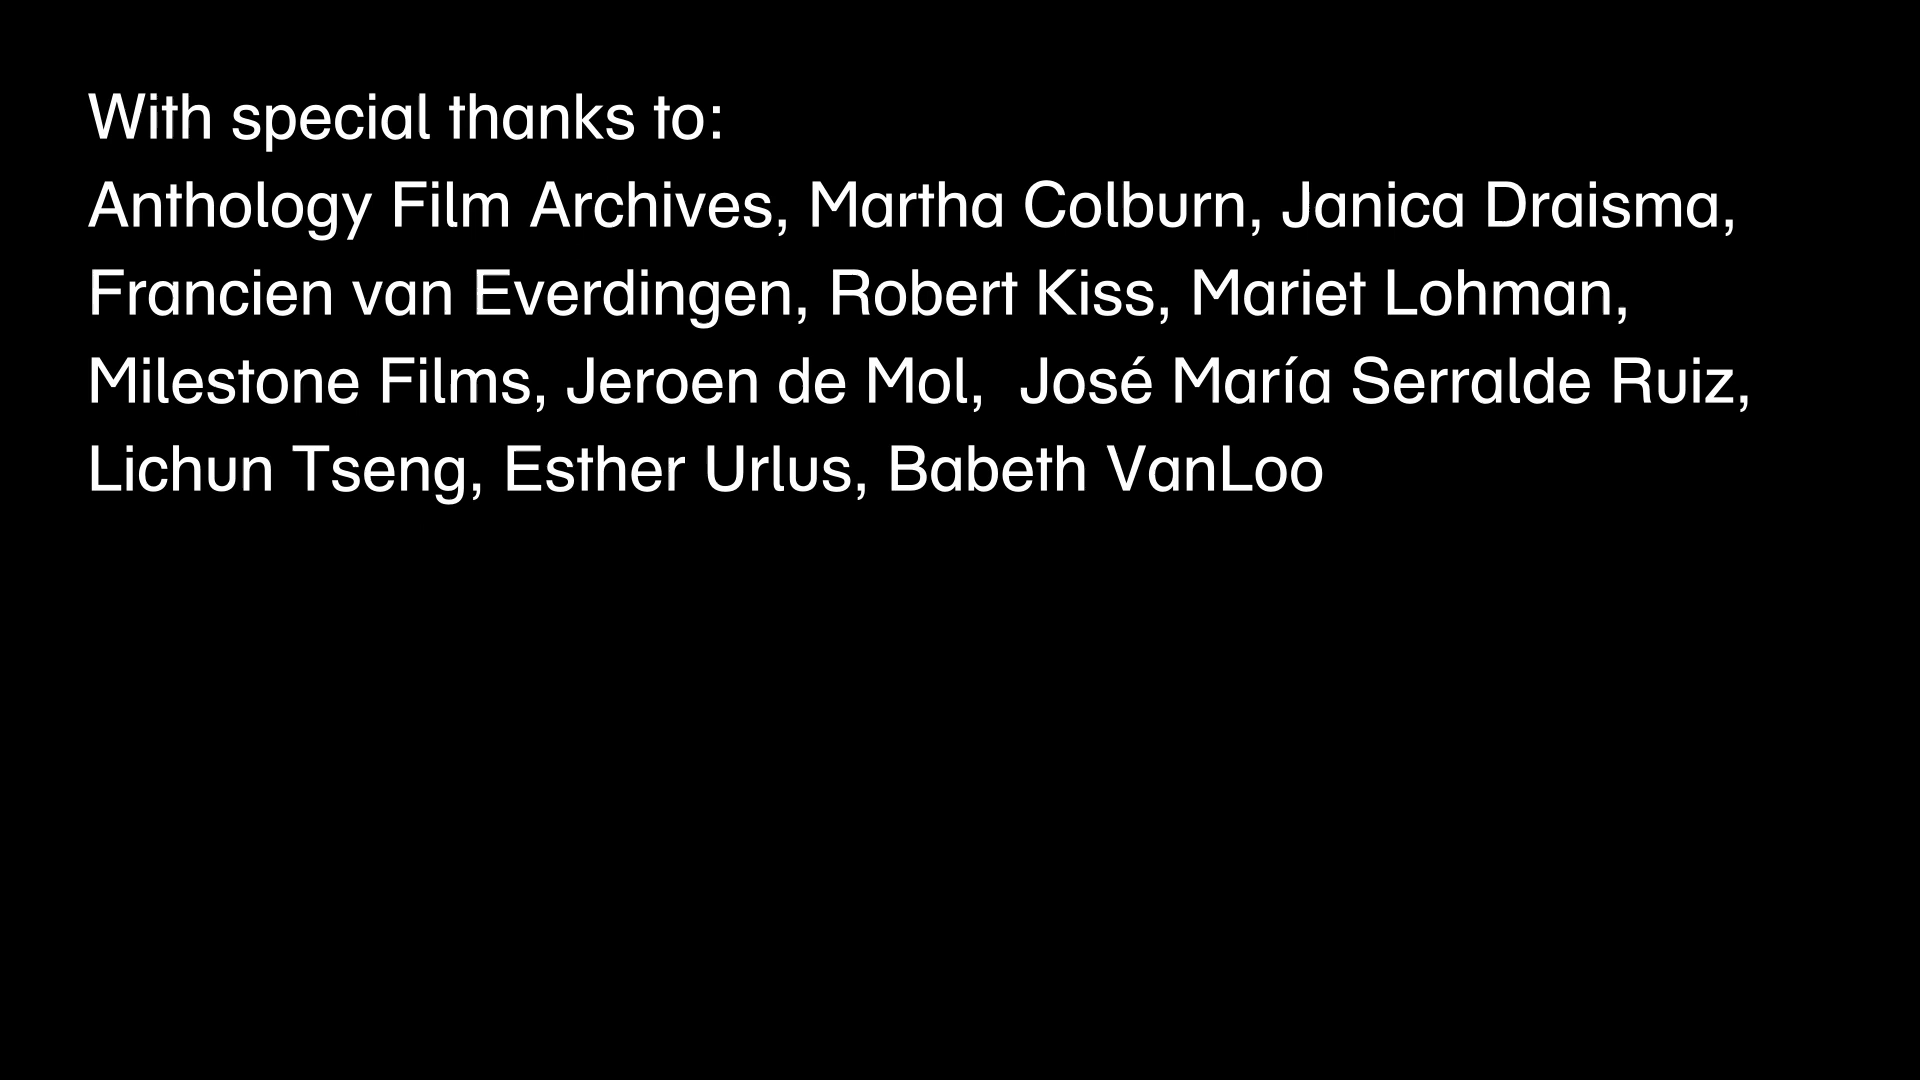 With special thanks to:
Anthology Film Archives, Martha Colburn, Janica Draisma,
Francien van Everdingen, Robert Kiss, Mariet Lohman,
Milestone Films, Jeroen de Mol,  José María Serralde Ruiz,
Lichun Tseng, Esther Urlus, Babeth VanLoo